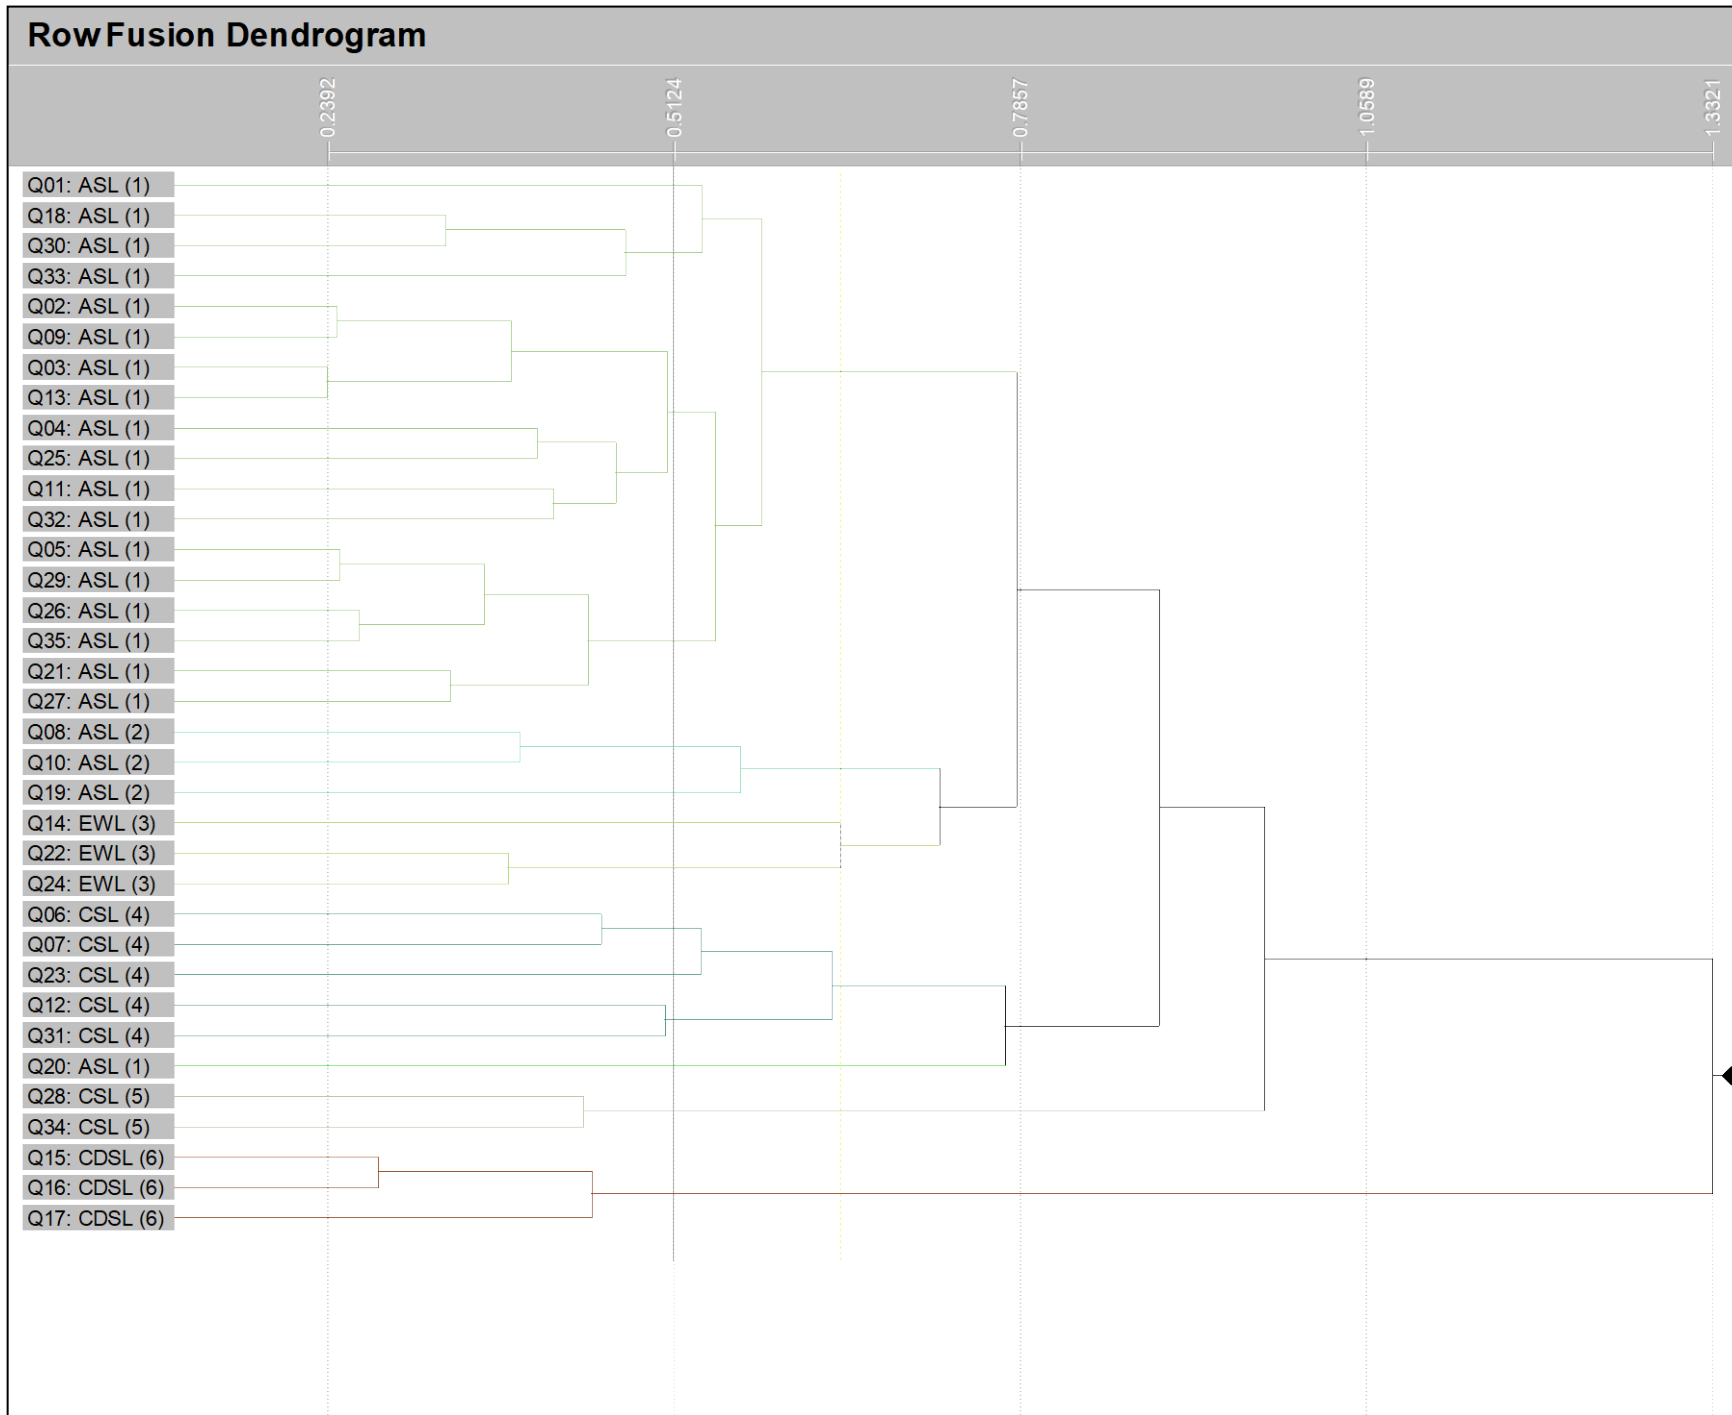 Row Fusion Dendrogram
0.2392
0.5124
0.7857
1.0589
1.3321
Q01: ASL (1)
Q18: ASL (1)
Q30: ASL (1)
Q33: ASL (1)
Q02: ASL (1)
Q09: ASL (1)
Q03: ASL (1)
Q13: ASL (1)
Q04: ASL (1)
Q25: ASL (1)
Q11: ASL (1)
Q32: ASL (1)
Q05: ASL (1)
Q29: ASL (1)
Q26: ASL (1)
Q35: ASL (1)
Q21: ASL (1)
Q27: ASL (1)
Q08: ASL (2)
Q10: ASL (2)
Q19: ASL (2)
Q14: EWL (3)
Q22: EWL (3)
Q24: EWL (3)
Q06: CSL (4)
Q07: CSL (4)
Q23: CSL (4)
Q12: CSL (4)
Q31: CSL (4)
Q20: ASL (1)
Q28: CSL (5)
Q34: CSL (5)
Q15: CDSL (6)
Q16: CDSL (6)
Q17: CDSL (6)